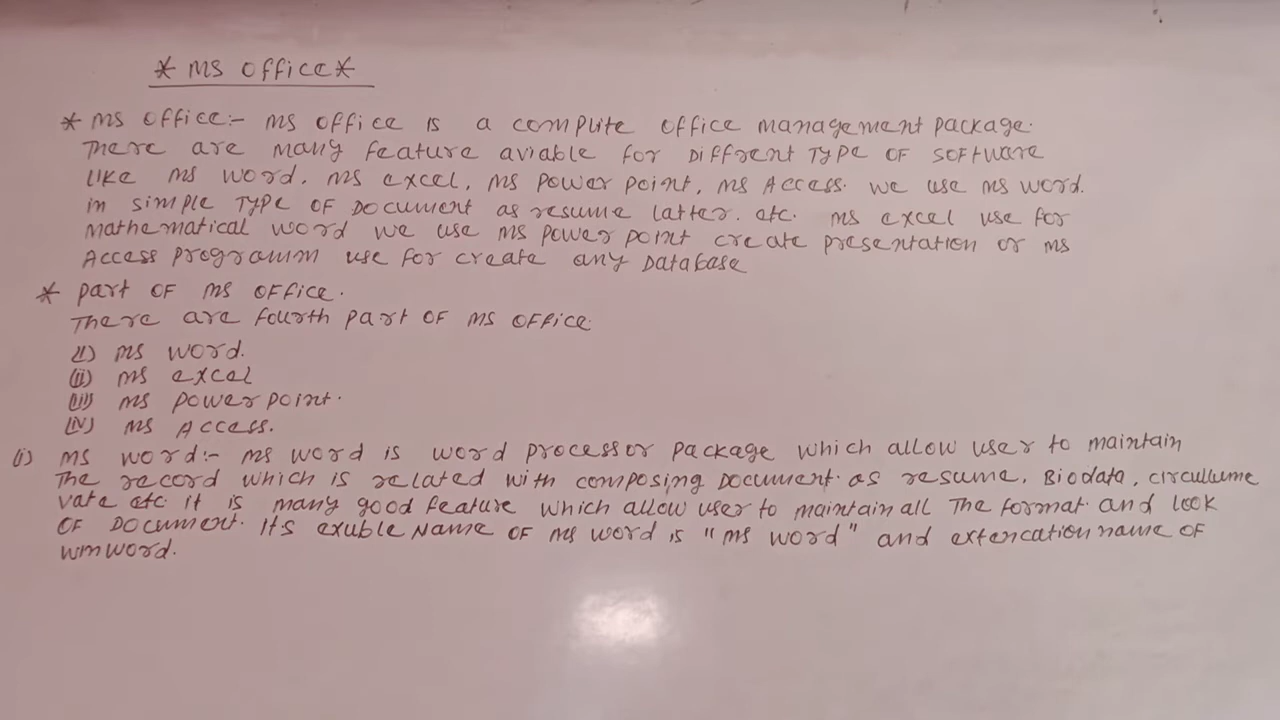 * MS Office *
* MS Office:- MS Office is a complite office management package.
There are many feature aviable for Diffrent Type of Software
Like MS Word, MS Excel, MS Power Point, MS Access. we use MS Word.
in simple Type of Document as resume latter. etc. MS Excel use for
Mathematical word we use MS power point create presentation or MS
Access programm use for create any Database
* Part of MS Office.
There are fourth part of MS Office
(i) MS Word.
(ii) MS Excel
(iii) MS Power point.
(iv) MS Access.
(i) MS Word:- MS Word is word processor package which allow user to maintain
The record which is related with composing Document. as resume, Biodata, circullume
vate etc it is many good feature which allow user to maintain all The format. and look
of Document. It's exuble Name of MS Word is "MS Word" and extencation name of
wmword.